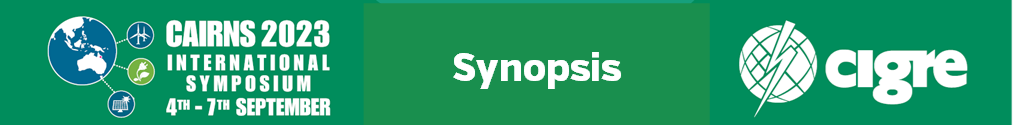 CAIRNS 2023
INTERNATIONAL
SYMPOSIUM
4TH - 7TH SEPTEMBER
Synopsis
cigre